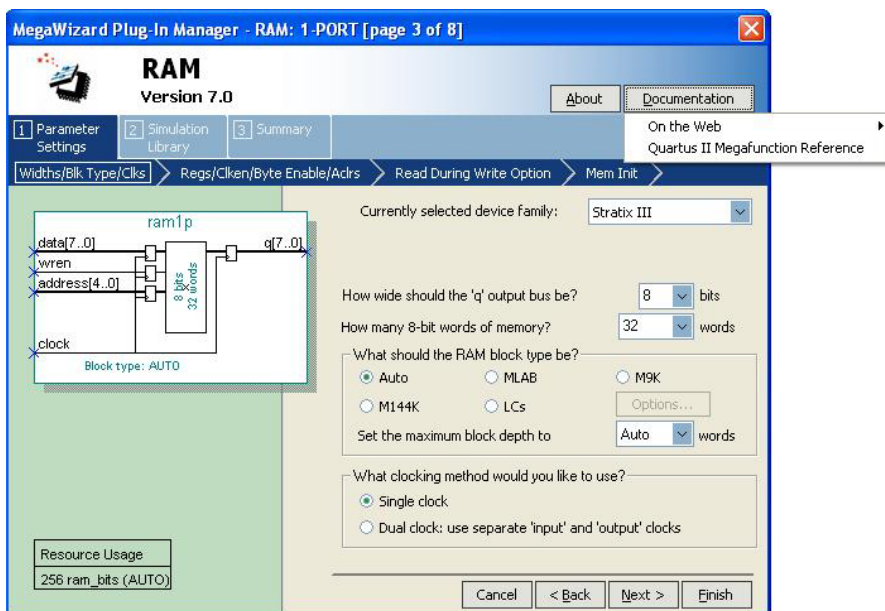 MegaWizard Plug-In Manager - RAM: 1-PORT [page 3 of 8]
RAM
Version 7.0
About
Documentation
On the Web
Quartus II Megafunction Reference
1 Parameter Settings
2 Simulation Library
3 Summary
Widths/Blk Type/Clks
Regs/Clken/Byte Enable/Aclrs
Read During Write Option
Mem Init
ram1p
data[7..0]
wren
address[4..0]
clock
q[7..0]
8 bits
x
32 words
Block type: AUTO
Currently selected device family:
Stratix III
How wide should the 'q' output bus be?
8
bits
How many 8-bit words of memory?
32
words
What should the RAM block type be?
Auto
MLAB
M9K
M144K
LCs
Options...
Set the maximum block depth to
Auto
words
What clocking method would you like to use?
Single clock
Dual clock: use separate 'input' and 'output' clocks
Resource Usage
256 ram_bits (AUTO)
Cancel
< Back
Next >
Finish